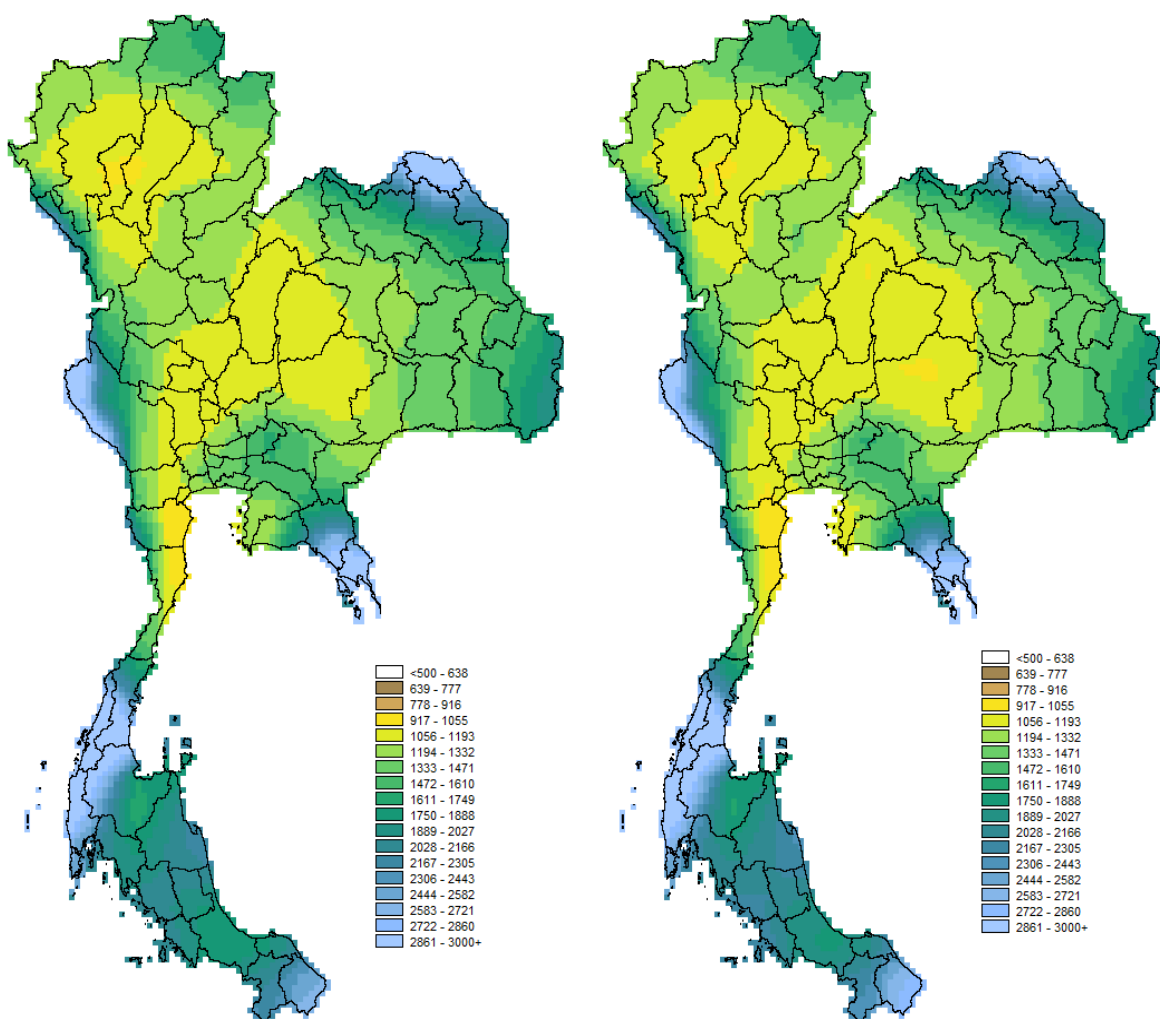 <500 - 638
639 - 777
778 - 916
917 - 1055
1056 - 1193
1194 - 1332
1333 - 1471
1472 - 1610
1611 - 1749
1750 - 1888
1889 - 2027
2028 - 2166
2167 - 2305
2306 - 2443
2444 - 2582
2583 - 2721
2722 - 2860
2861 - 3000+
<500 - 638
639 - 777
778 - 916
917 - 1055
1056 - 1193
1194 - 1332
1333 - 1471
1472 - 1610
1611 - 1749
1750 - 1888
1889 - 2027
2028 - 2166
2167 - 2305
2306 - 2443
2444 - 2582
2583 - 2721
2722 - 2860
2861 - 3000+